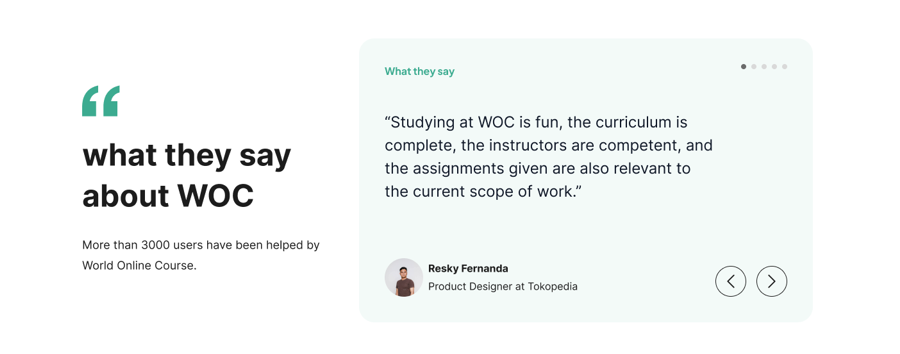 what they say
about WOC
More than 3000 users have been helped by
World Online Course.
What they say
“Studying at WOC is fun, the curriculum is
complete, the instructors are competent, and
the assignments given are also relevant to
the current scope of work.”
Resky Fernanda
Product Designer at Tokopedia